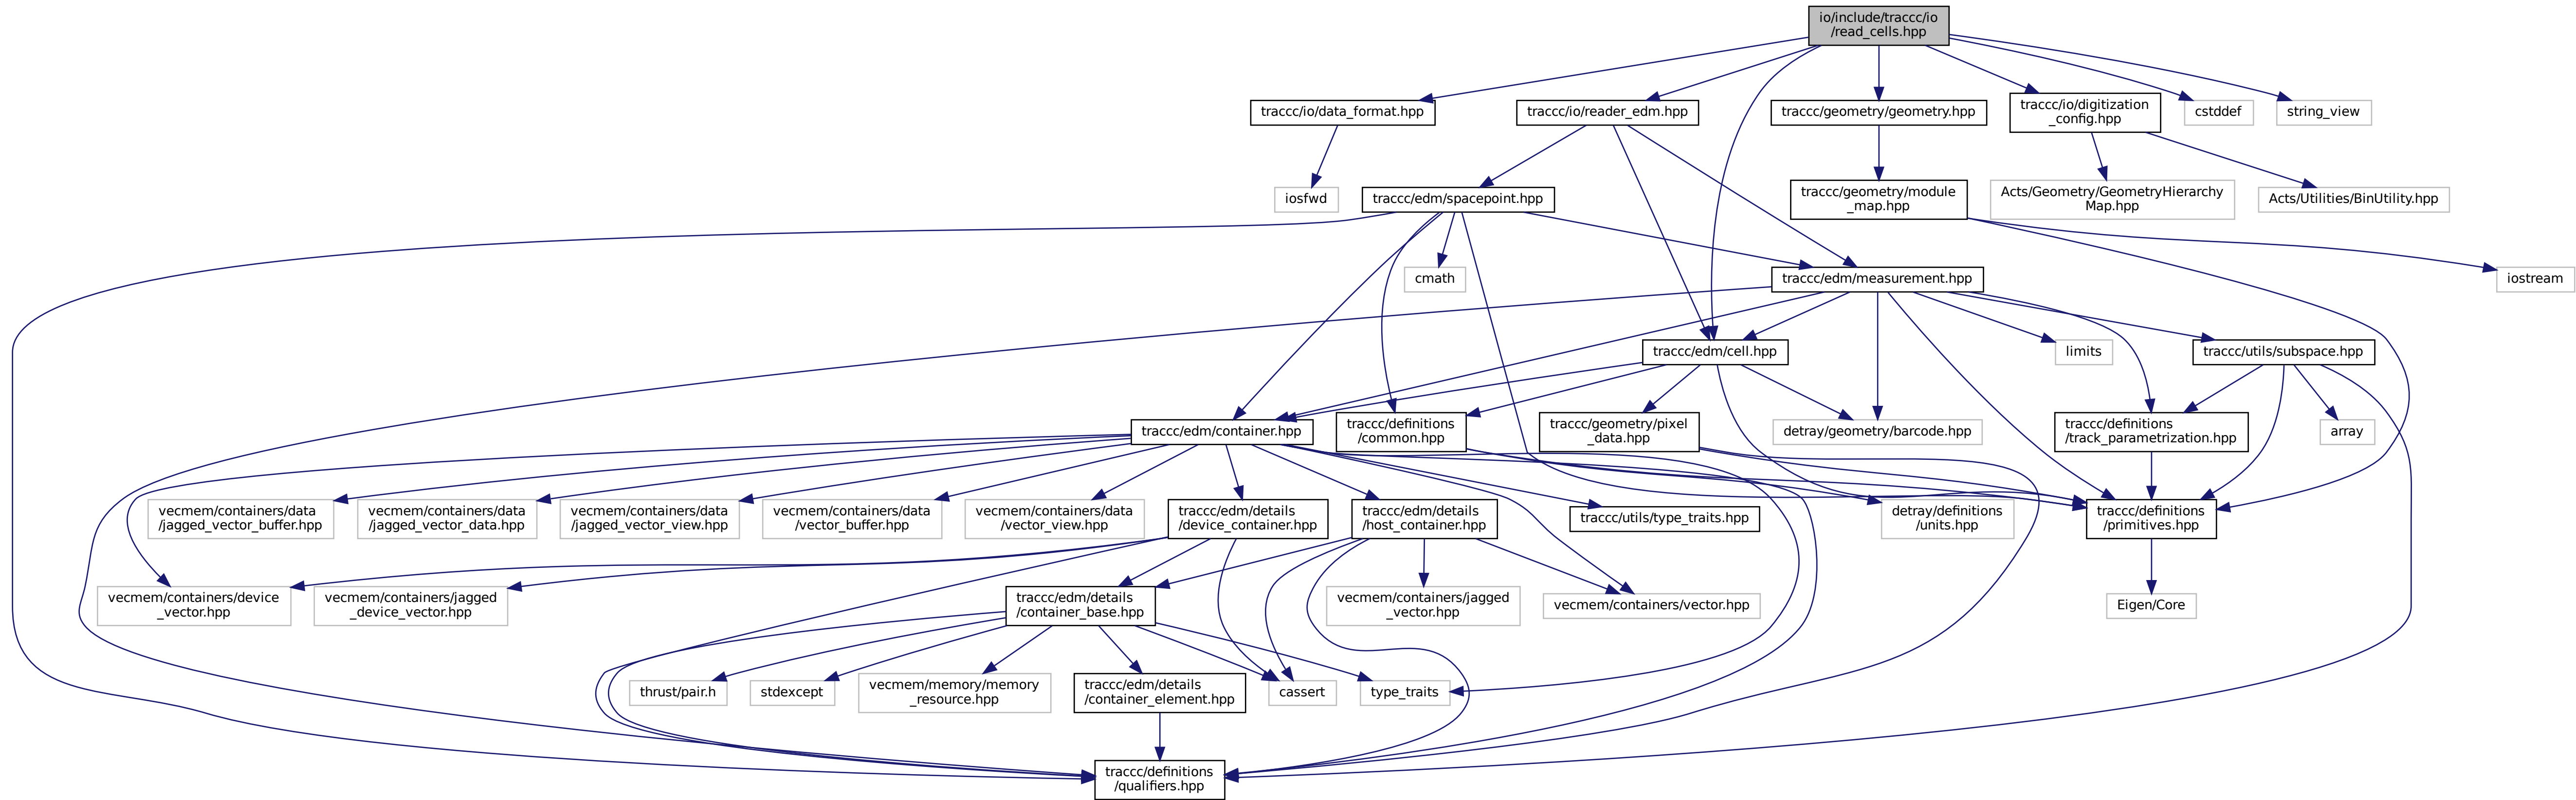 io/include/traccc/io
/read_cells.hpp
traccc/io/data_format.hpp
traccc/io/reader_edm.hpp
traccc/geometry/geometry.hpp
traccc/io/digitization
_config.hpp
cstddef
string_view
iosfwd
traccc/edm/spacepoint.hpp
traccc/geometry/module
_map.hpp
Acts/Geometry/GeometryHierarchy
Map.hpp
Acts/Utilities/BinUtility.hpp
cmath
traccc/edm/measurement.hpp
iostream
traccc/edm/cell.hpp
limits
traccc/utils/subspace.hpp
traccc/edm/container.hpp
traccc/definitions
/common.hpp
traccc/geometry/pixel
_data.hpp
detray/geometry/barcode.hpp
traccc/definitions
/track_parametrization.hpp
array
vecmem/containers/data
/jagged_vector_buffer.hpp
vecmem/containers/data
/jagged_vector_data.hpp
vecmem/containers/data
/jagged_vector_view.hpp
vecmem/containers/data
/vector_buffer.hpp
vecmem/containers/data
/vector_view.hpp
traccc/edm/details
/device_container.hpp
traccc/edm/details
/host_container.hpp
traccc/utils/type_traits.hpp
detray/definitions
/units.hpp
traccc/definitions
/primitives.hpp
vecmem/containers/device
_vector.hpp
vecmem/containers/jagged
_device_vector.hpp
traccc/edm/details
/container_base.hpp
vecmem/containers/jagged
_vector.hpp
vecmem/containers/vector.hpp
Eigen/Core
thrust/pair.h
stdexcept
vecmem/memory/memory
_resource.hpp
traccc/edm/details
/container_element.hpp
cassert
type_traits
traccc/definitions
/qualifiers.hpp